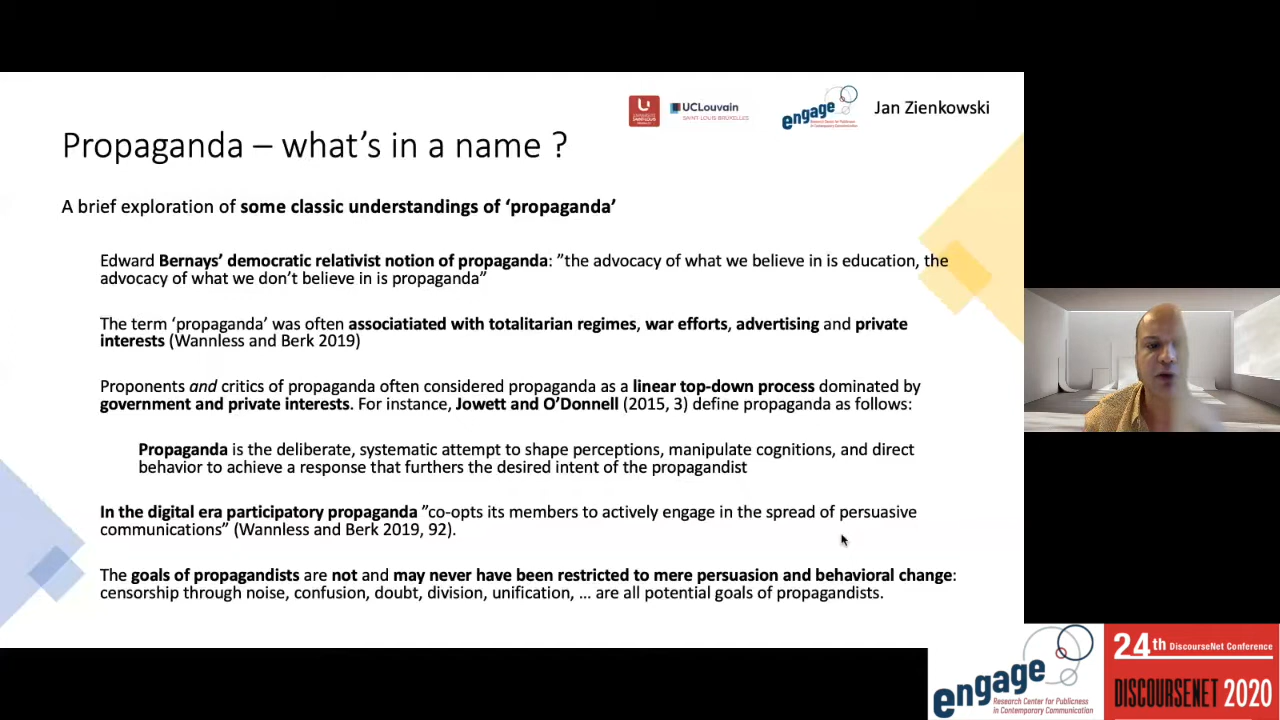 UCLouvain
SAINT-LOUIS BRUXELLES
engage
Research Center for Publicness
in Contemporary Communication
Jan Zienkowski
Propaganda – what's in a name ?
A brief exploration of some classic understandings of 'propaganda'
Edward Bernays' democratic relativist notion of propaganda: ”the advocacy of what we believe in is education, the
advocacy of what we don't believe in is propaganda”
The term 'propaganda' was often associatiated with totalitarian regimes, war efforts, advertising and private
interests (Wannless and Berk 2019)
Proponents and critics of propaganda often considered propaganda as a linear top-down process dominated by
government and private interests. For instance, Jowett and O'Donnell (2015, 3) define propaganda as follows:
Propaganda is the deliberate, systematic attempt to shape perceptions, manipulate cognitions, and direct
behavior to achieve a response that furthers the desired intent of the propagandist
In the digital era participatory propaganda ”co-opts its members to actively engage in the spread of persuasive
communications” (Wannless and Berk 2019, 92).
The goals of propagandists are not and may never have been restricted to mere persuasion and behavioral change:
censorship through noise, confusion, doubt, division, unification, ... are all potential goals of propagandists.
engage
Research Center for Publicness
in Contemporary Communication
24th DiscourseNet Conference
DISCOURSENET 2020